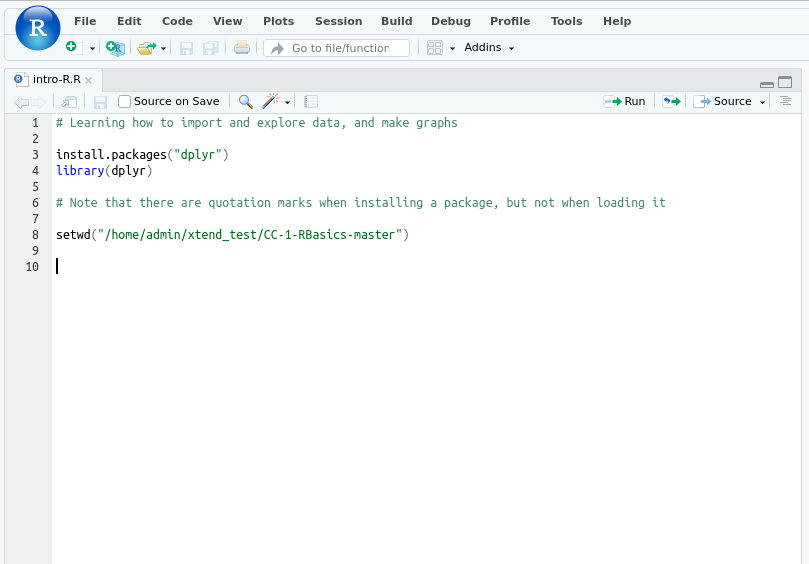 R
File Edit Code View Plots Session Build Debug Profile Tools Help
Go to file/function Addins
intro-R.R
Source on Save Run Source
1 # Learning how to import and explore data, and make graphs
2
3 install.packages("dplyr")
4 library(dplyr)
5
6 # Note that there are quotation marks when installing a package, but not when loading it
7
8 setwd("/home/admin/xtend_test/CC-1-RBasics-master")
9
10